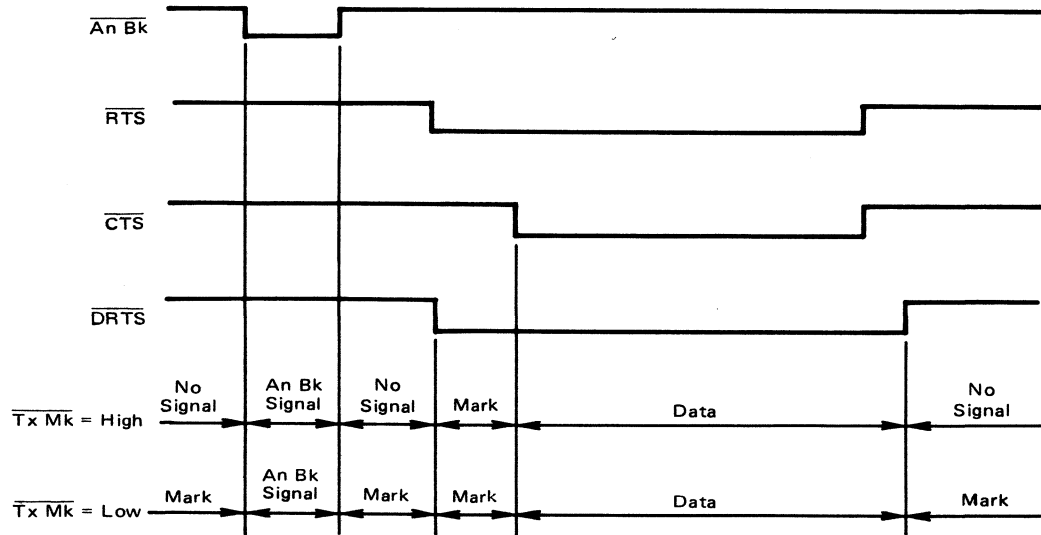 An Bk
RTS
CTS
DRTS
No Signal An Bk Signal No Signal Mark Data No Signal
Tx Mk = High
Mark An Bk Signal Mark Mark Data Mark
Tx Mk = Low